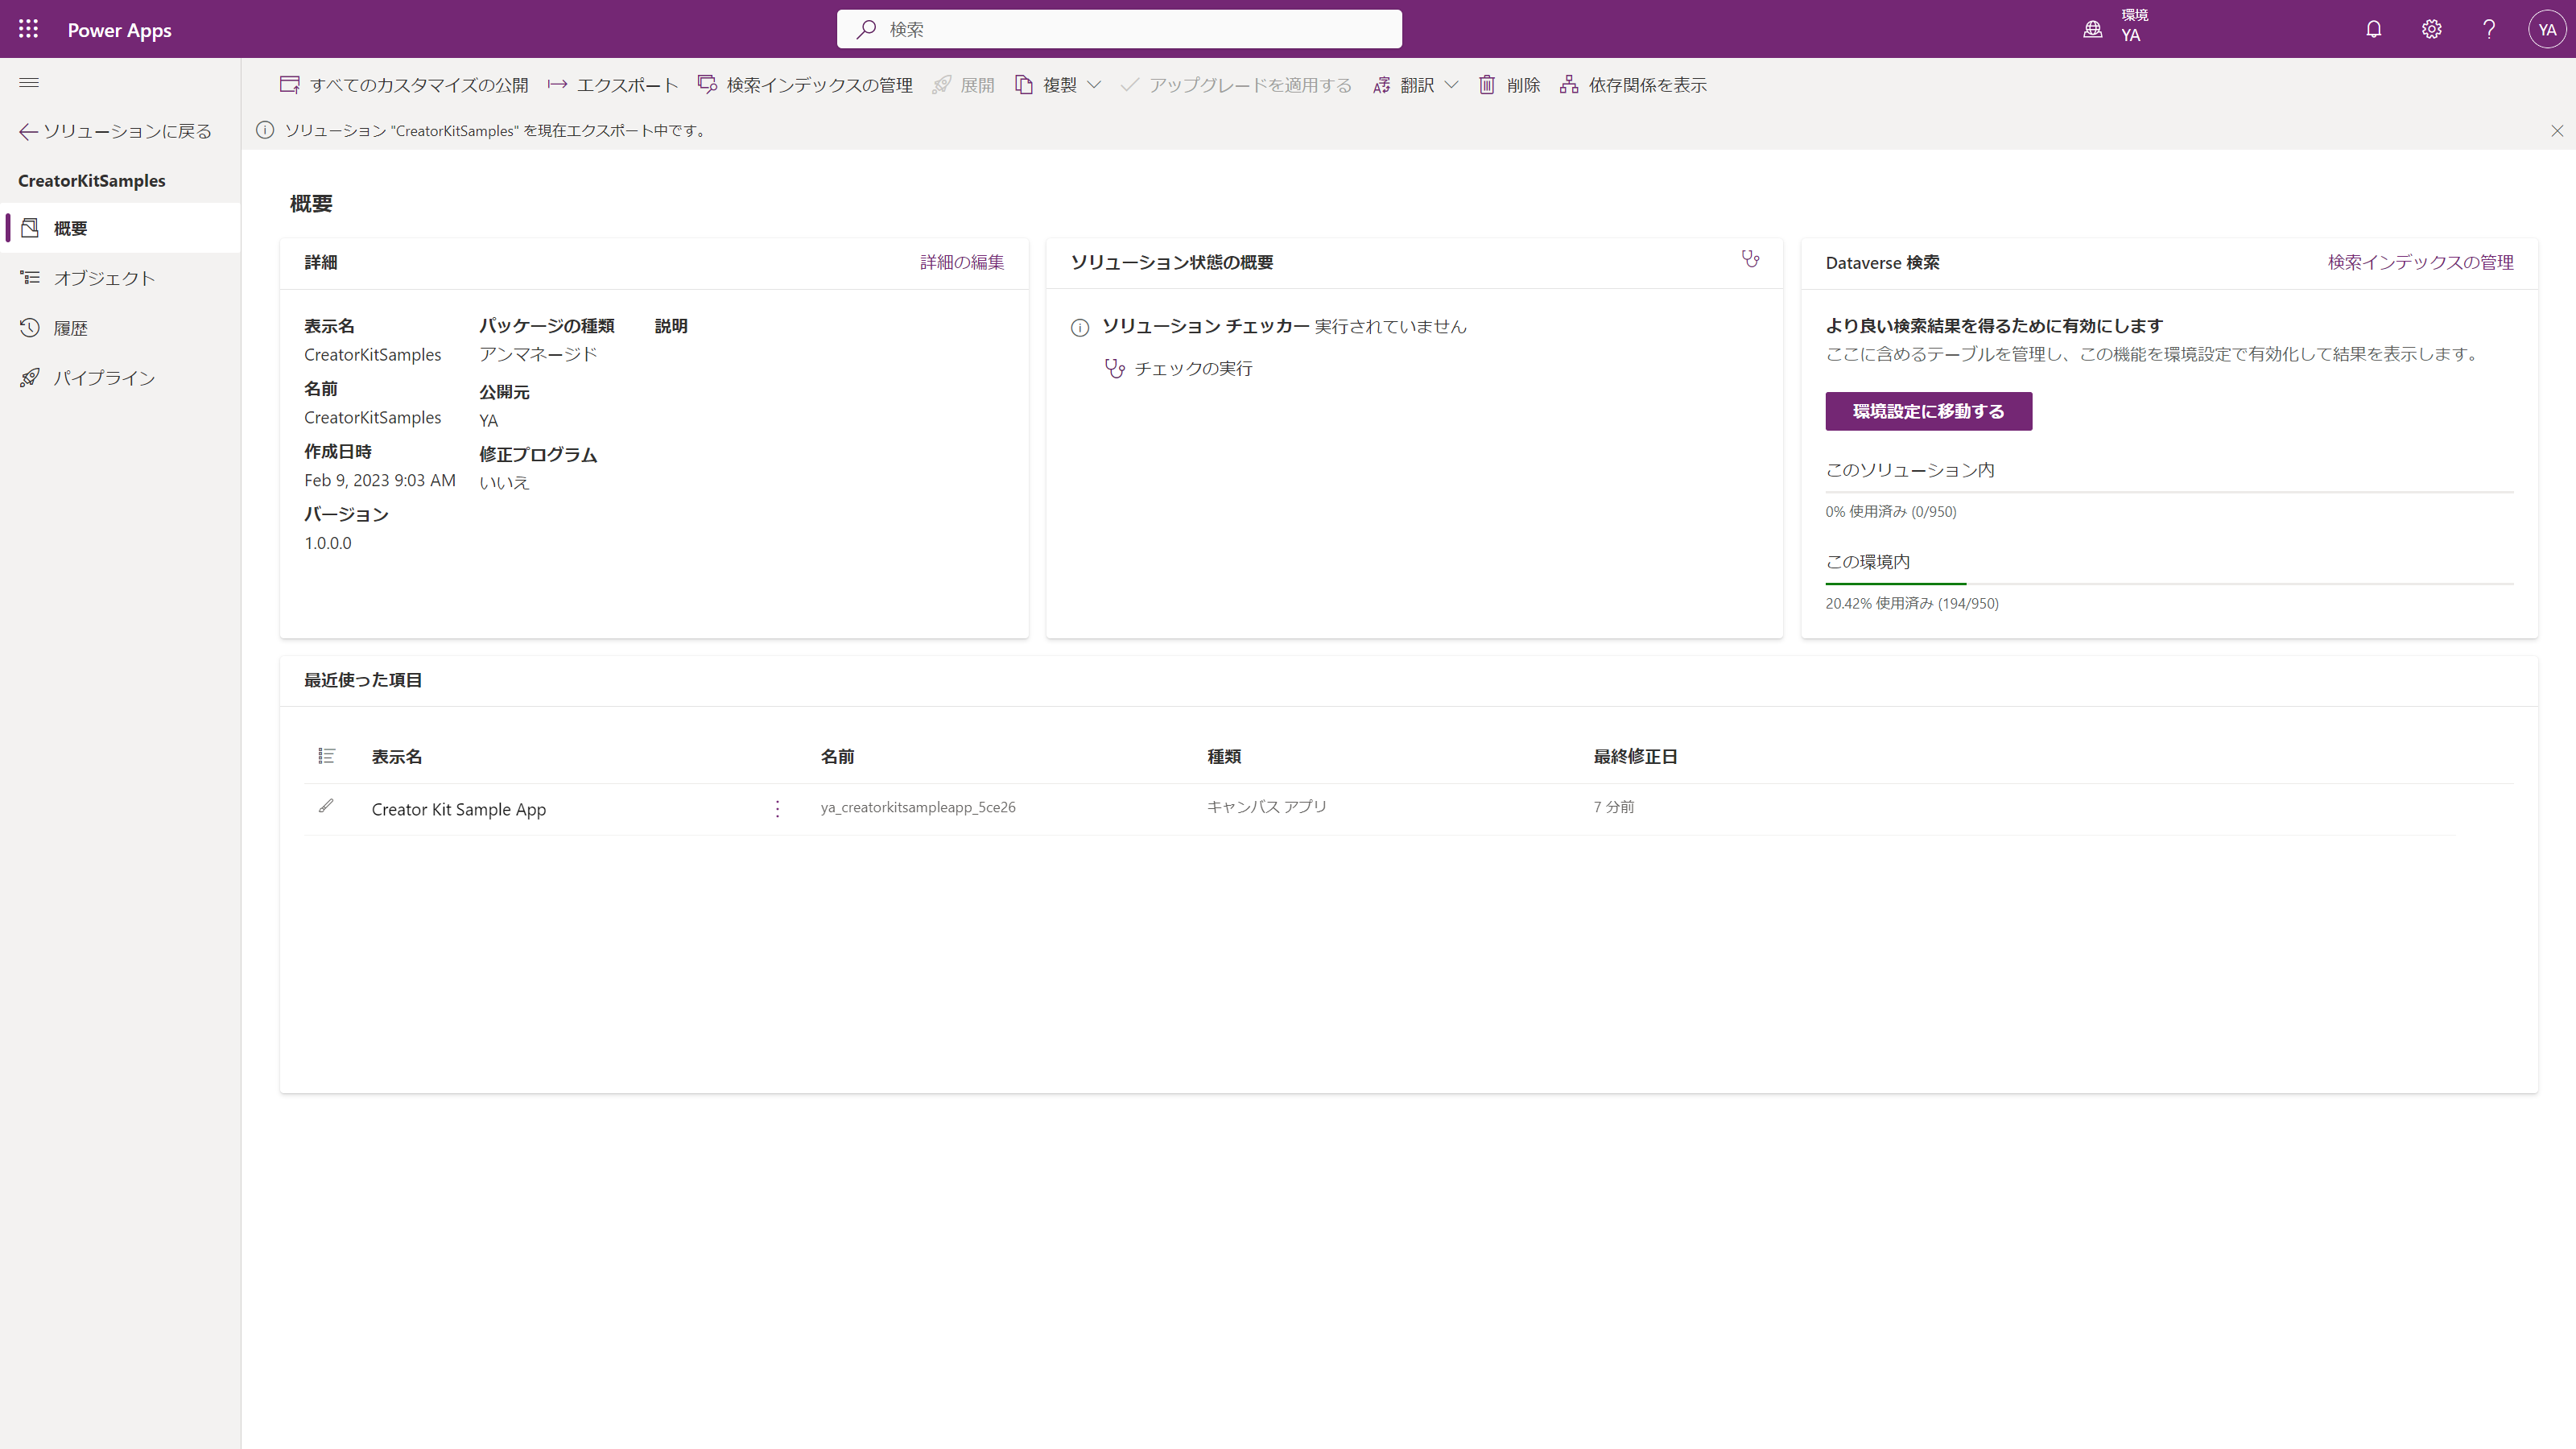 Power Apps
検索
環境
YA
YA
すべてのカスタマイズの公開 エクスポート 検索インデックスの管理 展開 複製 アップグレードを適用する 翻訳 削除 依存関係を表示
ソリューションに戻る
ソリューション "CreatorKitSamples" を現在エクスポート中です。
CreatorKitSamples
概要
オブジェクト
履歴
パイプライン
概要
詳細 詳細の編集
表示名
CreatorKitSamples
名前
CreatorKitSamples
作成日時
Feb 9, 2023 9:03 AM
バージョン
1.0.0.0
パッケージの種類
アンマネージド
公開元
YA
修正プログラム
いいえ
説明
ソリューション状態の概要
ソリューション チェッカー 実行されていません
チェックの実行
Dataverse 検索 検索インデックスの管理
より良い検索結果を得るために有効にします
ここに含めるテーブルを管理し、この機能を環境設定で有効化して結果を表示します。
環境設定に移動する
このソリューション内
0% 使用済み (0/950)
この環境内
20.42% 使用済み (194/950)
最近使った項目
表示名 名前 種類 最終修正日
Creator Kit Sample App ya_creatorkitsampleapp_5ce26 キャンバス アプリ 7 分前